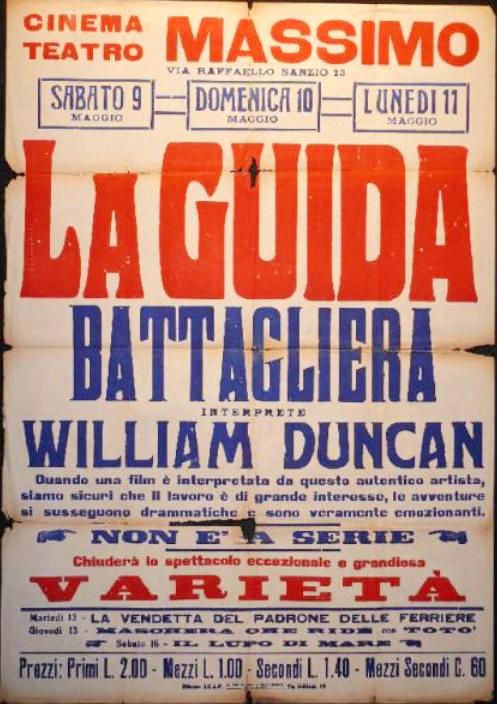 CINEMA TEATRO MASSIMO
VIA RAFFAELLO SANZIO 13
SABATO 9 MAGGIO
DOMENICA 10 MAGGIO
LUNEDI 11 MAGGIO
LA GUIDA
BATTAGLIERA
INTERPRETE
WILLIAM DUNCAN
Quando una film è interpretata da questo autentico artista,
siamo sicuri che il lavoro è di grande interesse, le avventure
si susseguono drammatiche e sono veramente emozionanti.
NON E' A SERIE
Chiuderà lo spettacolo eccezionale e grandiosa
VARIETÀ
Martedì 12 - LA VENDETTA DEL PADRONE DELLE FERRIERE
Giovedì 13 - MASCHERA CHE RIDE con TOTO'
Sabato 16 - IL LUPO DI MARE
Prezzi: Primi L. 2.00 - Mezzi L. 1.00 - Secondi L. 1.40 - Mezzi Secondi C. 60